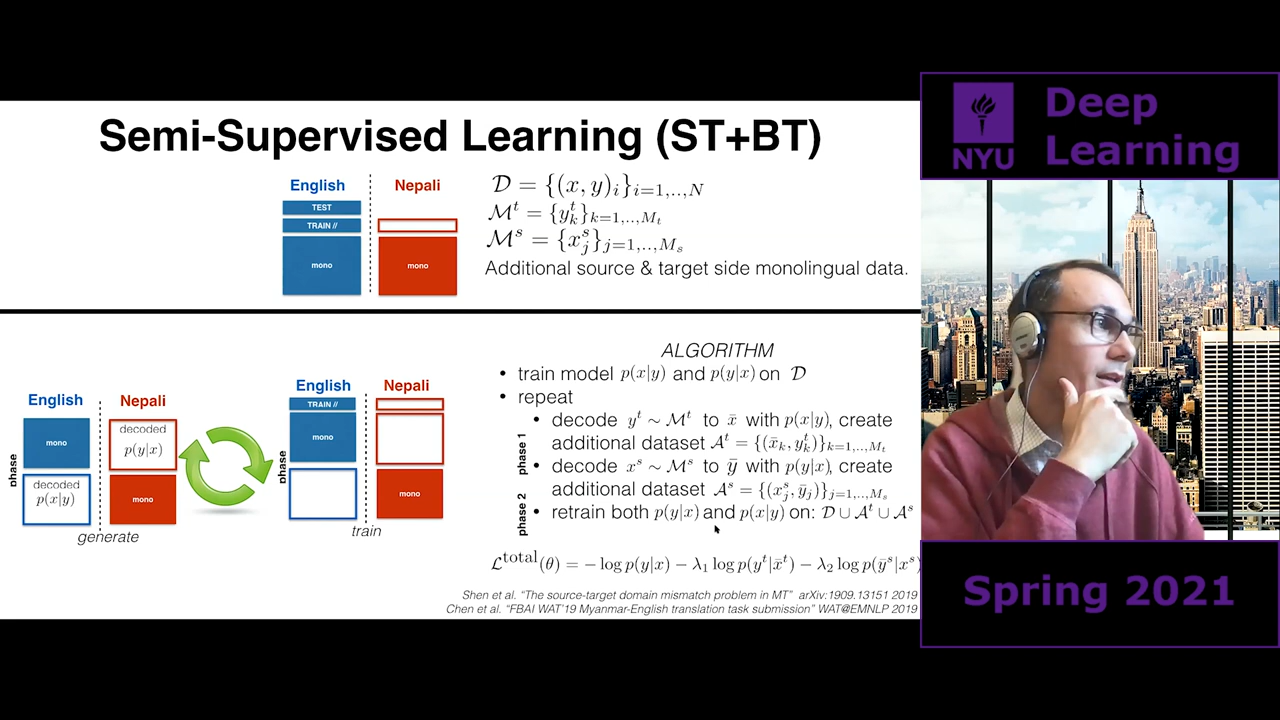 Semi-Supervised Learning (ST+BT)
English
Nepali
TEST
TRAIN //
mono
mono
𝒟 = {(x, y)ᵢ}ᵢ₌₁,..,N
ℳᵗ = {yₖᵗ}ₖ₌₁,..,Mₜ
ℳˢ = {xⱼˢ}ⱼ₌₁,..,Mₛ
Additional source & target side monolingual data.
English
Nepali
mono
decoded
p(y|x)
decoded
p(x|y)
mono
phase
generate
English
Nepali
TRAIN //
mono
mono
phase
train
ALGORITHM
• train model p(x|y) and p(y|x) on 𝒟
• repeat
phase 1
• decode yᵗ ∼ ℳᵗ to x̄ with p(x|y), create
additional dataset 𝒜ᵗ = {(x̄ₖ, yₖᵗ)}ₖ₌₁,..,Mₜ
• decode xˢ ∼ ℳˢ to ȳ with p(y|x), create
additional dataset 𝒜ˢ = {(xⱼˢ, ȳⱼ)}ⱼ₌₁,..,Mₛ
phase 2
• retrain both p(y|x) and p(x|y) on: 𝒟 ∪ 𝒜ᵗ ∪ 𝒜ˢ
ℒᵗᵒᵗᵃˡ(θ) = − log p(y|x) − λ₁ log p(yᵗ|x̄ᵗ) − λ₂ log p(ȳˢ|xˢ)
Shen et al. “The source-target domain mismatch problem in MT” arXiv:1909.13151 2019
Chen et al. “FBAI WAT’19 Myanmar-English translation task submission” WAT@EMNLP 2019
NYU
Deep
Learning
Spring 2021